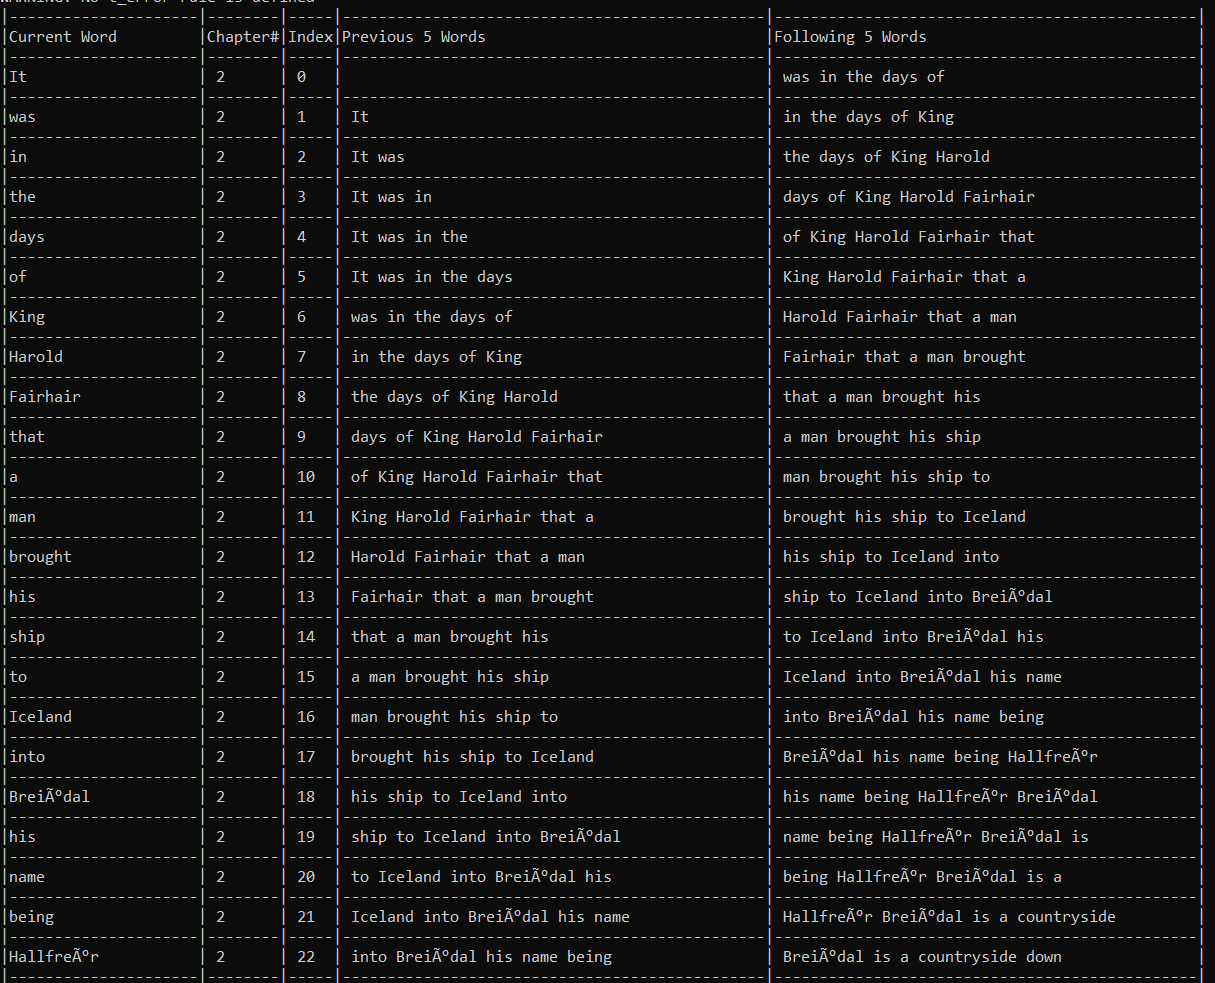 WARNING: No t_error rule is defined
|---------------------|--------|-----|-----------------------------------------------|-----------------------------------------------|
|Current Word |Chapter#|Index|Previous 5 Words |Following 5 Words |
|It | 2 | 0 | | was in the days of |
|was | 2 | 1 | It | in the days of King |
|in | 2 | 2 | It was | the days of King Harold |
|the | 2 | 3 | It was in | days of King Harold Fairhair |
|days | 2 | 4 | It was in the | of King Harold Fairhair that |
|of | 2 | 5 | It was in the days | King Harold Fairhair that a |
|King | 2 | 6 | was in the days of | Harold Fairhair that a man |
|Harold | 2 | 7 | in the days of King | Fairhair that a man brought |
|Fairhair | 2 | 8 | the days of King Harold | that a man brought his |
|that | 2 | 9 | days of King Harold Fairhair | a man brought his ship |
|a | 2 | 10 | of King Harold Fairhair that | man brought his ship to |
|man | 2 | 11 | King Harold Fairhair that a | brought his ship to Iceland |
|brought | 2 | 12 | Harold Fairhair that a man | his ship to Iceland into |
|his | 2 | 13 | Fairhair that a man brought | ship to Iceland into BreiÃºdal |
|ship | 2 | 14 | that a man brought his | to Iceland into BreiÃºdal his |
|to | 2 | 15 | a man brought his ship | Iceland into BreiÃºdal his name |
|Iceland | 2 | 16 | man brought his ship to | into BreiÃºdal his name being |
|into | 2 | 17 | brought his ship to Iceland | BreiÃºdal his name being HallfreÃºr |
|BreiÃºdal | 2 | 18 | his ship to Iceland into | his name being HallfreÃºr BreiÃºdal |
|his | 2 | 19 | ship to Iceland into BreiÃºdal | name being HallfreÃºr BreiÃºdal is |
|name | 2 | 20 | to Iceland into BreiÃºdal his | being HallfreÃºr BreiÃºdal is a |
|being | 2 | 21 | Iceland into BreiÃºdal his name | HallfreÃºr BreiÃºdal is a countryside |
|HallfreÃºr | 2 | 22 | into BreiÃºdal his name being | BreiÃºdal is a countryside down |